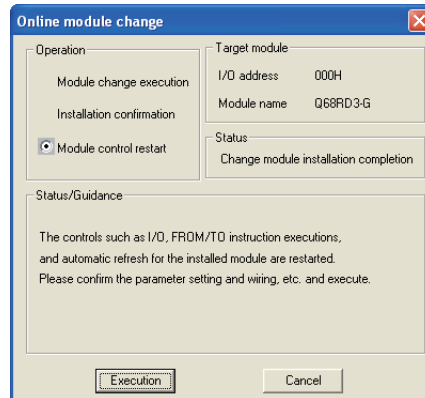 Online module change
Operation
Module change execution
Installation confirmation
Module control restart
Target module
I/O address 000H
Module name Q68RD3-G
Status
Change module installation completion
Status/Guidance
The controls such as I/O, FROM/TO instruction executions,
and automatic refresh for the installed module are restarted.
Please confirm the parameter setting and wiring, etc. and execute.
Execution
Cancel